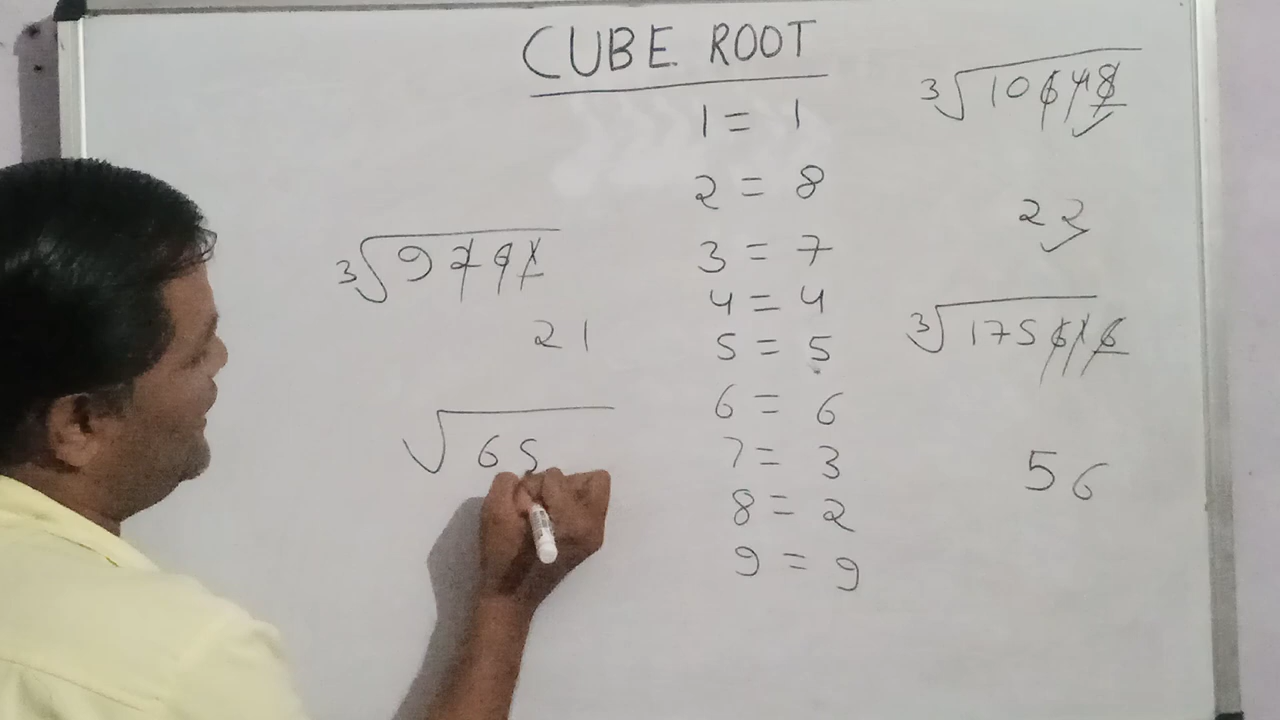 CUBE ROOT
1 = 1
2 = 8
3 = 7
4 = 4
5 = 5
6 = 6
7 = 3
8 = 2
9 = 9
3√9791
21
√65
3√10648
22
3√175616
56